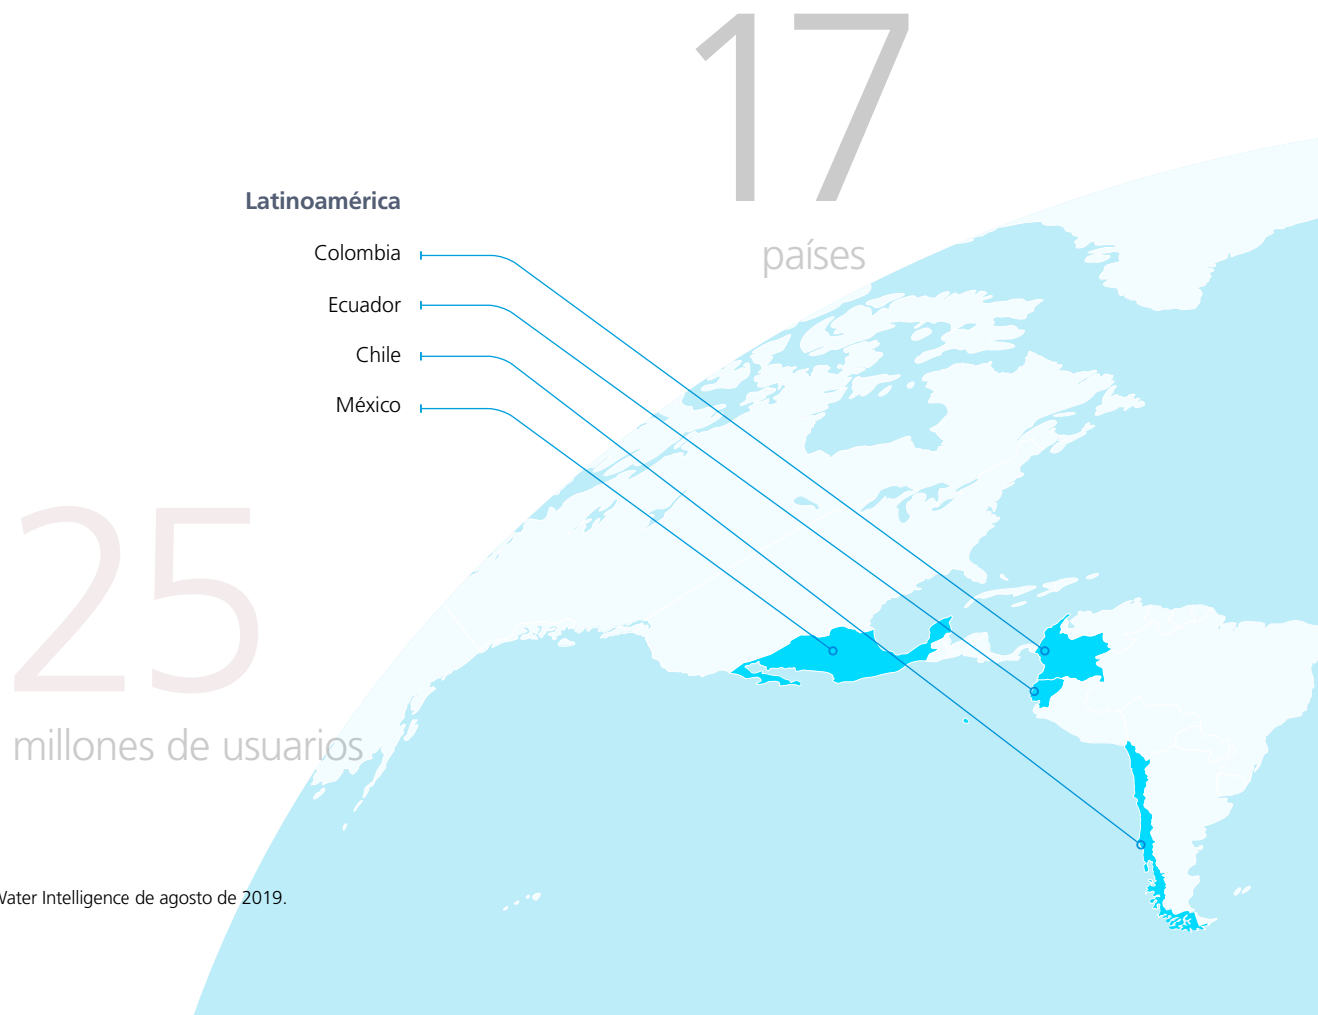 17
países
Latinoamérica
Colombia
Ecuador
Chile
México
25
millones de usuarios
Water Intelligence de agosto de 2019.